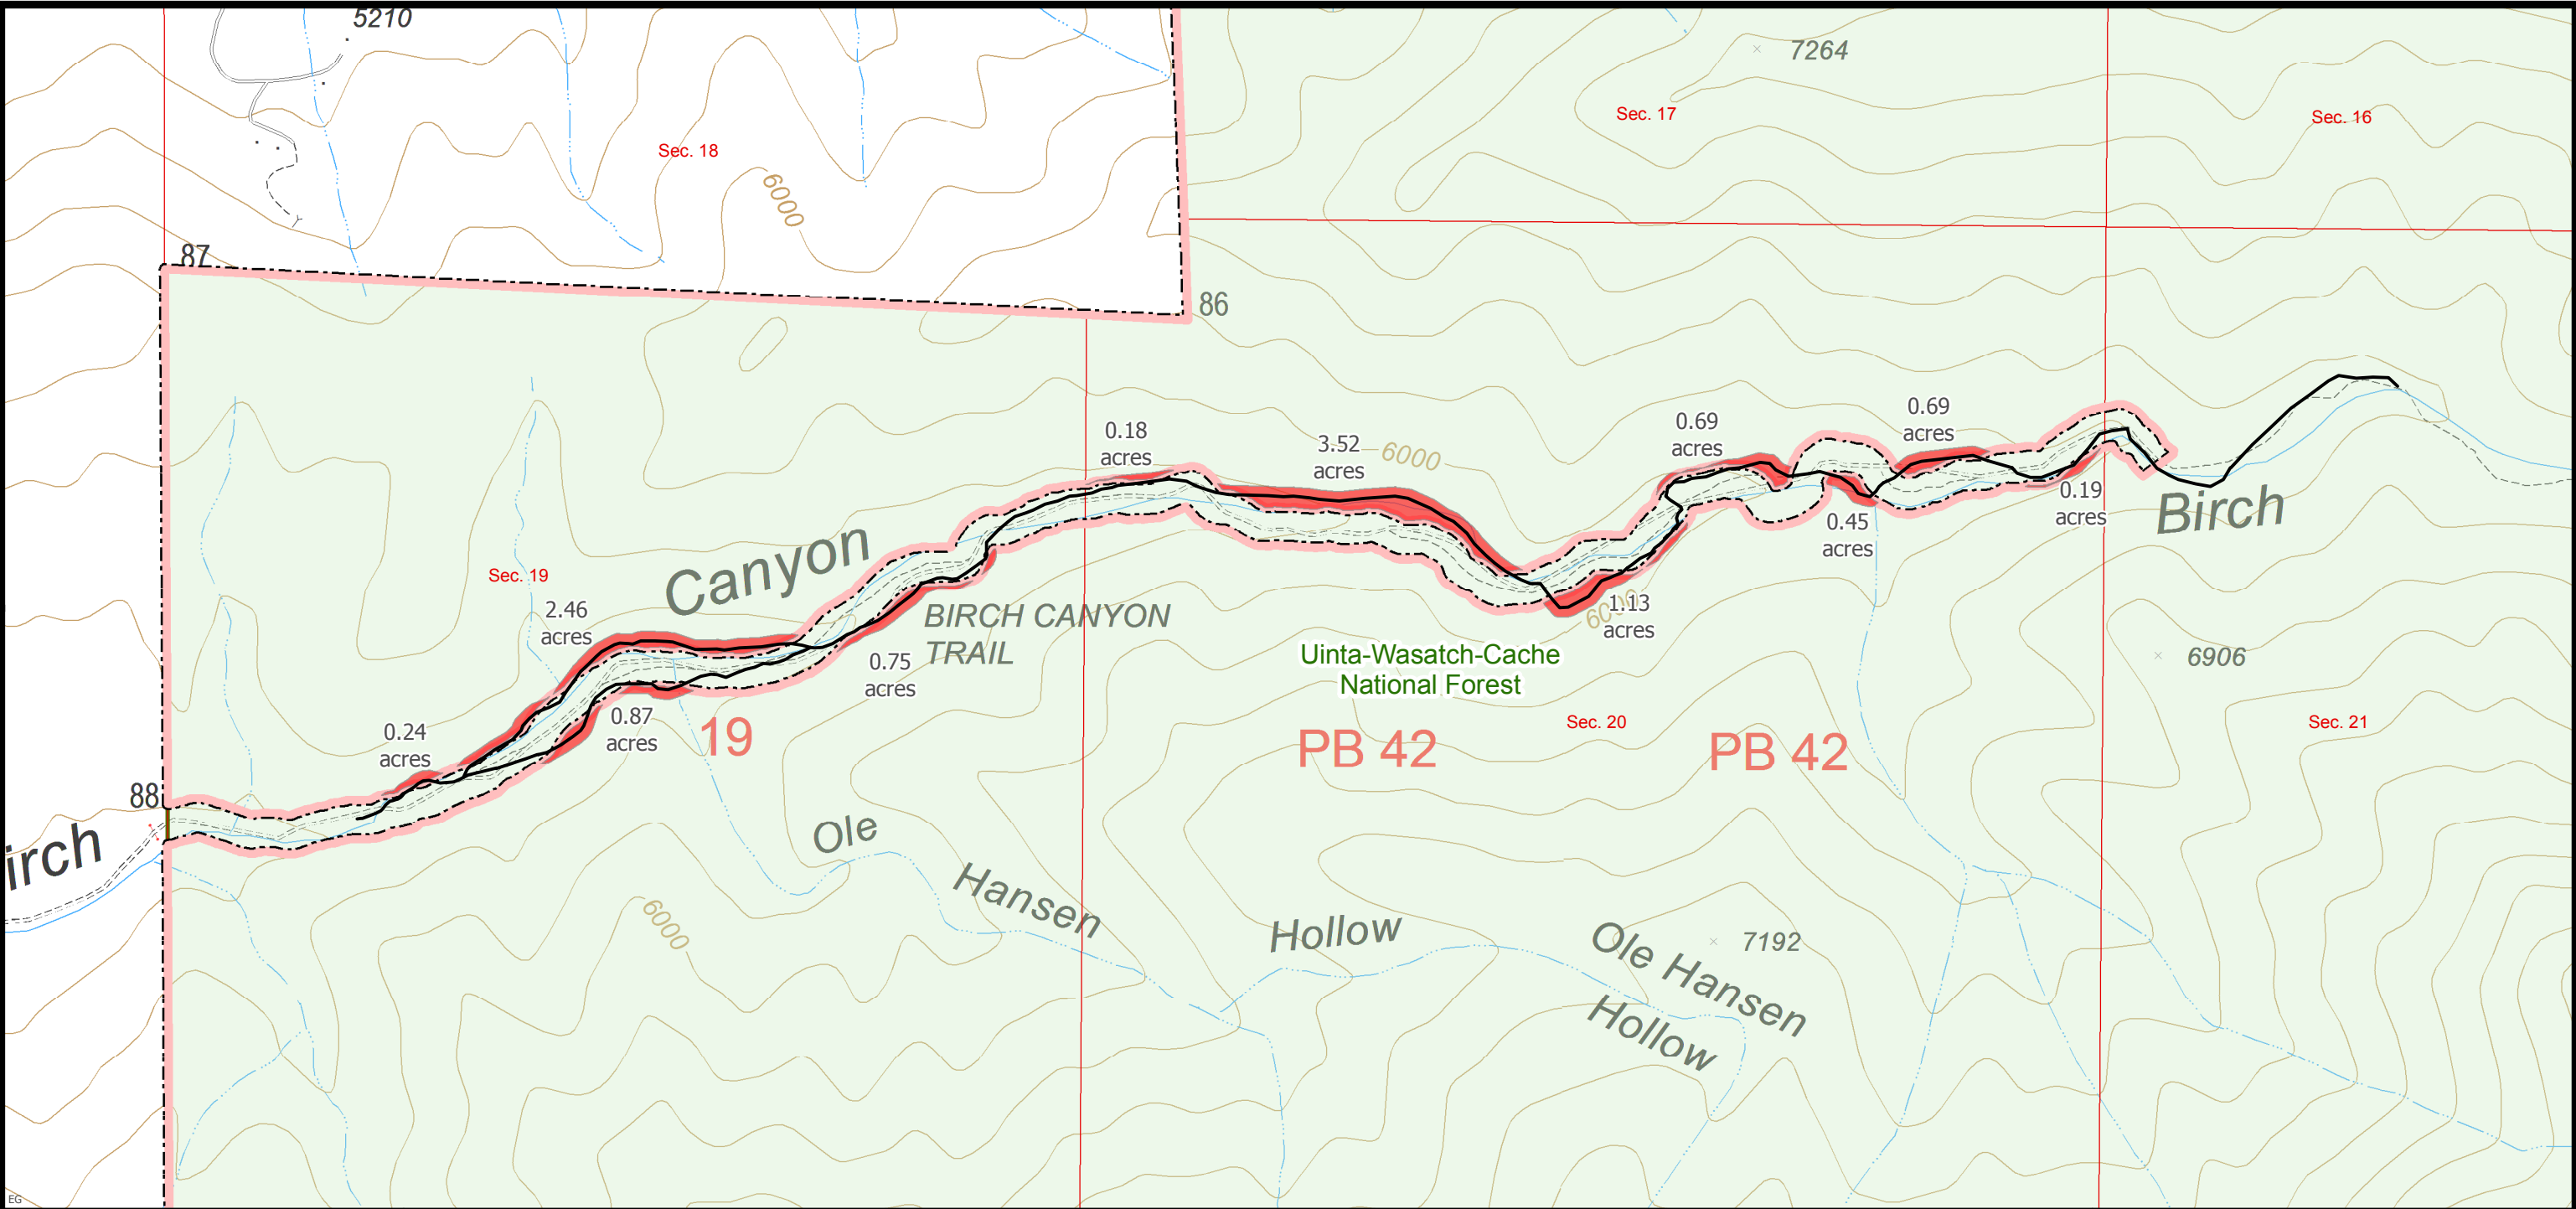 5210
7264
Sec. 17
Sec. 16
Sec. 18
6000
87
86
0.69
acres
0.69
acres
0.18
acres
3.52
acres
6000
0.19
acres
0.45
acres
Birch
Canyon
Sec. 19
2.46
acres
BIRCH CANYON
TRAIL
6000
1.13
acres
0.75
acres
Uinta-Wasatch-Cache
National Forest
6906
0.24
acres
0.87
acres
19
PB 42
Sec. 20
PB 42
Sec. 21
88
irch
Ole
Hansen
Hollow
6000
Ole Hansen
Hollow
7192
EG